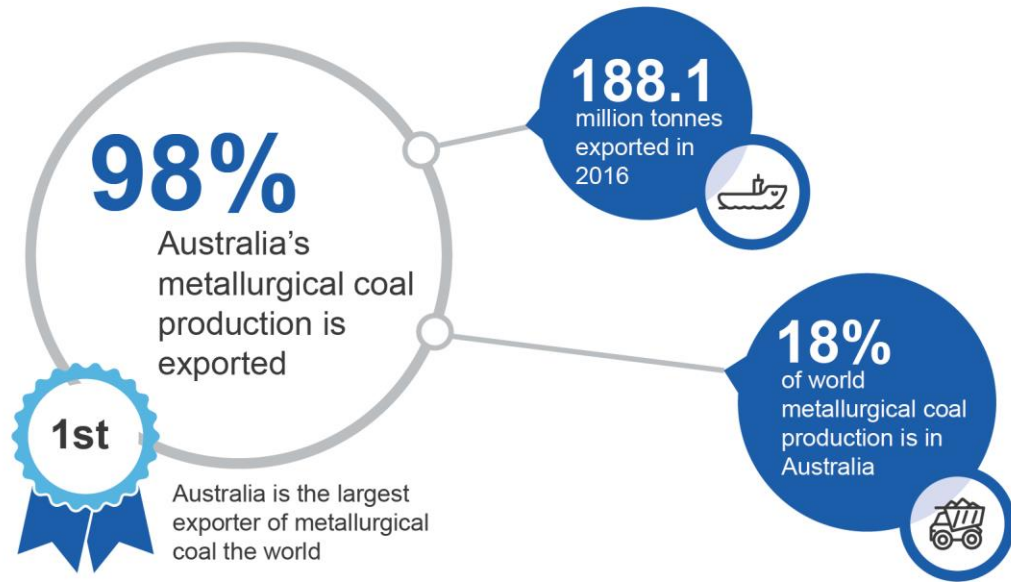 98%
Australia's
metallurgical coal
production is
exported
1st
Australia is the largest
exporter of metallurgical
coal the world
188.1
million tonnes
exported in
2016
18%
of world
metallurgical coal
production is in
Australia